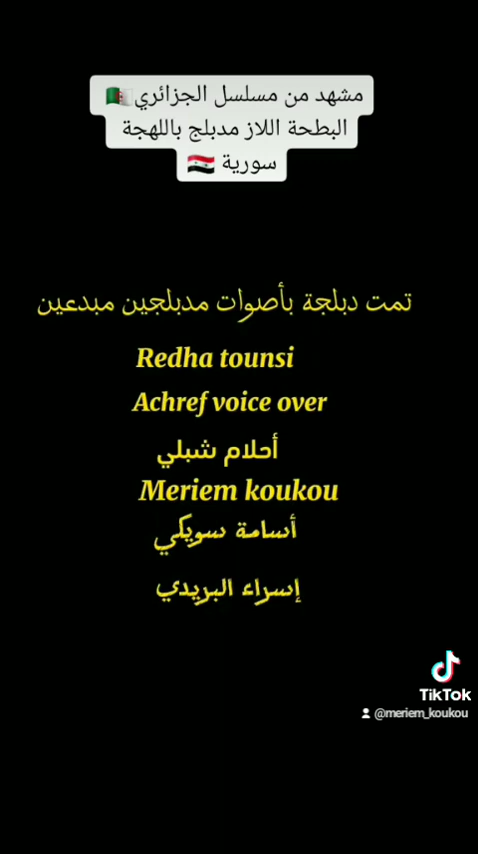 مشهد من مسلسل الجزائري🇩🇿
البطحة اللاز مدبلج باللهجة
سورية 🇸🇾
تمت دبلجة بأصوات مدبلجين مبدعين
Redha tounsi
Achref voice over
أحلام شبلي
Meriem koukou
أسامة سويكي
إسراء البريدي
TikTok
@meriem_koukou